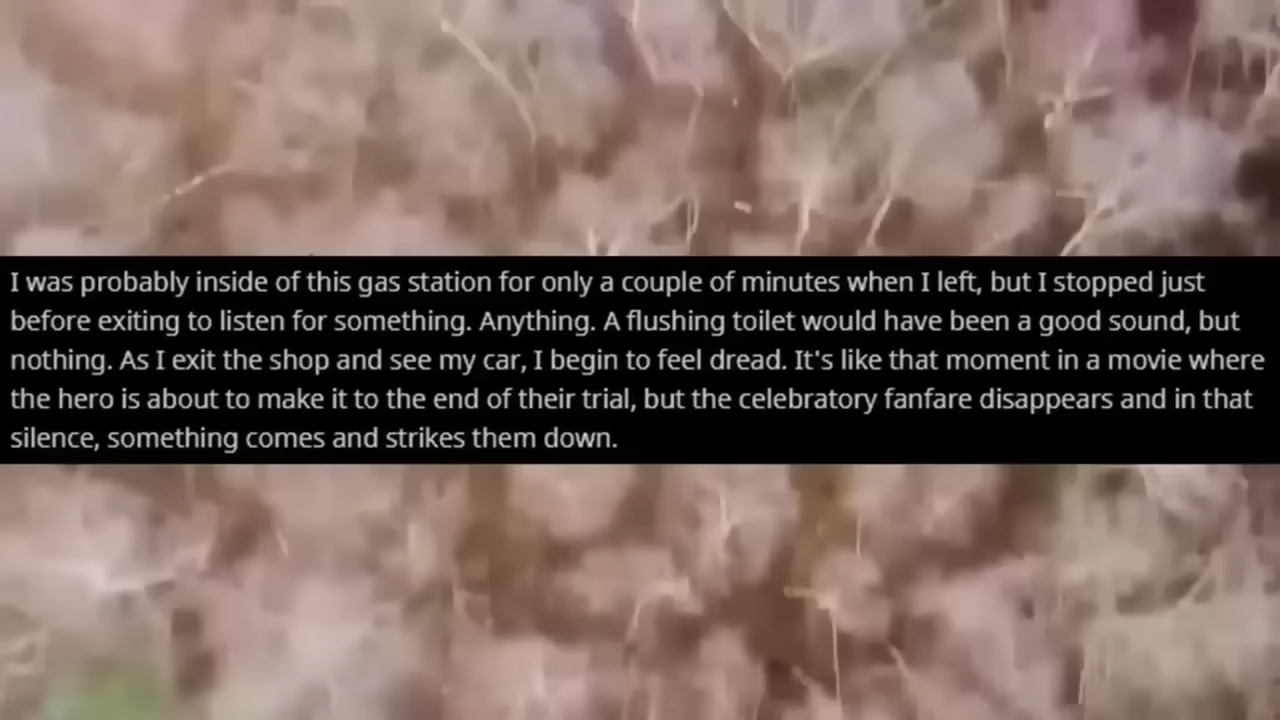 I was probably inside of this gas station for only a couple of minutes when I left, but I stopped just
before exiting to listen for something. Anything. A flushing toilet would have been a good sound, but
nothing. As I exit the shop and see my car, I begin to feel dread. It's like that moment in a movie where
the hero is about to make it to the end of their trial, but the celebratory fanfare disappears and in that
silence, something comes and strikes them down.